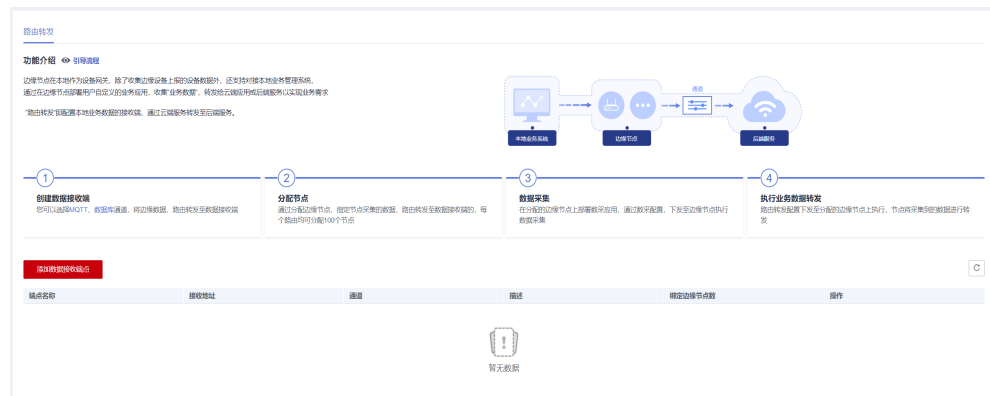 路由转发
功能介绍 引导流程
边缘节点在本地作为设备网关，除了收集边缘设备上报的设备数据外，还支持对接本地业务管理系统，
通过在边缘节点部署用户自定义的业务应用，收集“业务数据”，转发给云端应用或后端服务以实现业务需求
“路由转发”即配置本地业务数据的接收端，通过云端服务转发至后端服务。
通道
本地业务系统
边缘节点
后端服务
1
创建数据接收端
您可以选择MQTT、数据库通道，将边缘数据，路由转发至数据接收端
2
分配节点
通过分配边缘节点，指定节点采集的数据，路由转发至数据接收端的，每
个路由均可分配100个节点
3
数据采集
在分配的边缘节点上部署数采应用，通过数采配置，下发至边缘节点执行
数据采集
4
执行业务数据转发
路由转发配置下发至分配的边缘节点上执行，节点将采集到的数据进行转
发
添加数据接收端点
端点名称 接收地址 通道 描述 绑定边缘节点数 操作
暂无数据